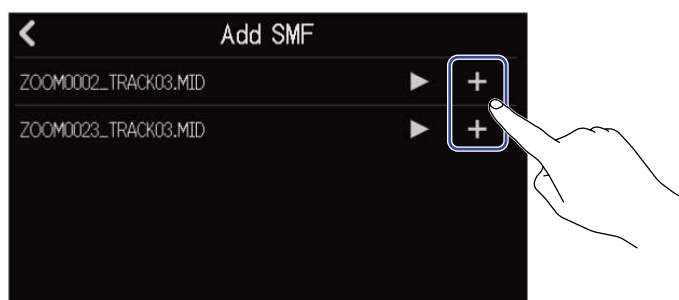 Add SMF
ZOOM0002_TRACK03.MID
ZOOM0023_TRACK03.MID